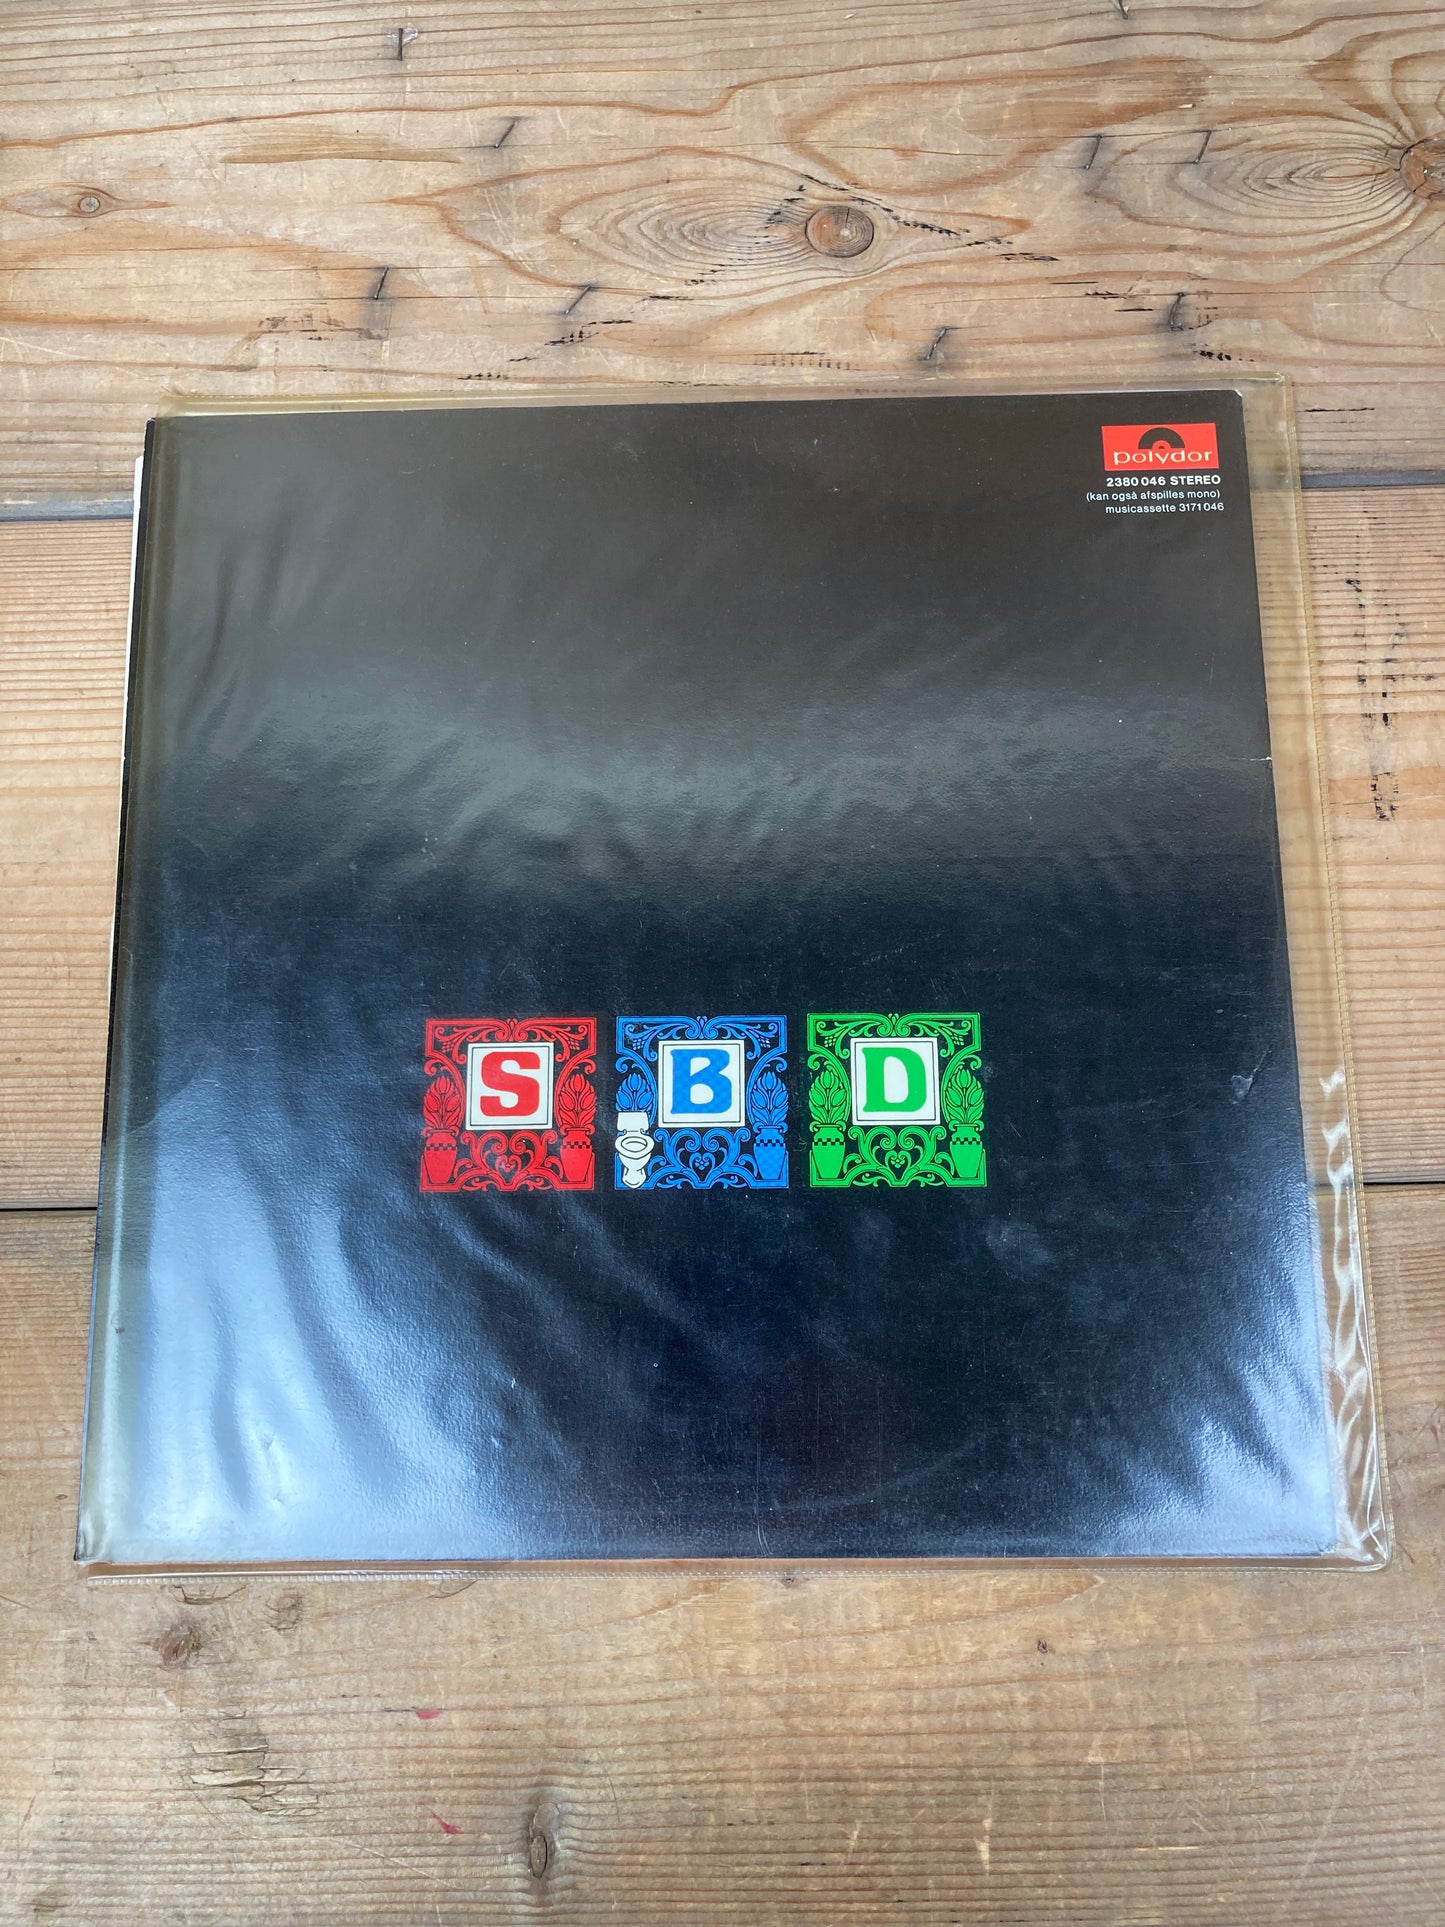 polydor
2380 046 STEREO
(kan også afspilles mono)
musicassette 3171 046
S B D